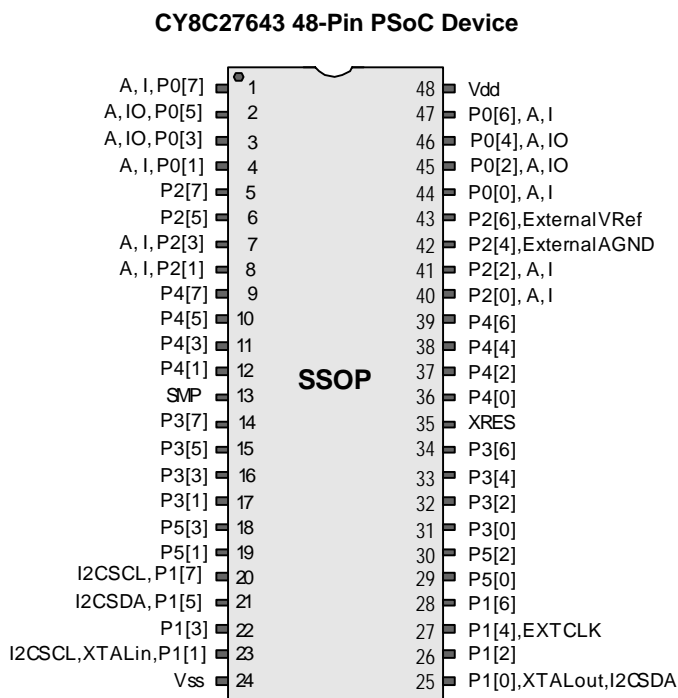 CY8C27643 48-Pin PSoC Device
A, I, P0[7] 1 48 Vdd
A, IO, P0[5] 2 47 P0[6], A, I
A, IO, P0[3] 3 46 P0[4], A, IO
A, I, P0[1] 4 45 P0[2], A, IO
P2[7] 5 44 P0[0], A, I
P2[5] 6 43 P2[6], External VRef
A, I, P2[3] 7 42 P2[4], External AGND
A, I, P2[1] 8 41 P2[2], A, I
P4[7] 9 40 P2[0], A, I
P4[5] 10 39 P4[6]
P4[3] 11 38 P4[4]
P4[1] 12 37 P4[2]
SSOP
SMP 13 36 P4[0]
P3[7] 14 35 XRES
P3[5] 15 34 P3[6]
P3[3] 16 33 P3[4]
P3[1] 17 32 P3[2]
P5[3] 18 31 P3[0]
P5[1] 19 30 P5[2]
I2CSCL, P1[7] 20 29 P5[0]
I2CSDA, P1[5] 21 28 P1[6]
P1[3] 22 27 P1[4], EXTCLK
I2CSCL, XTALin, P1[1] 23 26 P1[2]
Vss 24 25 P1[0], XTALout, I2CSDA